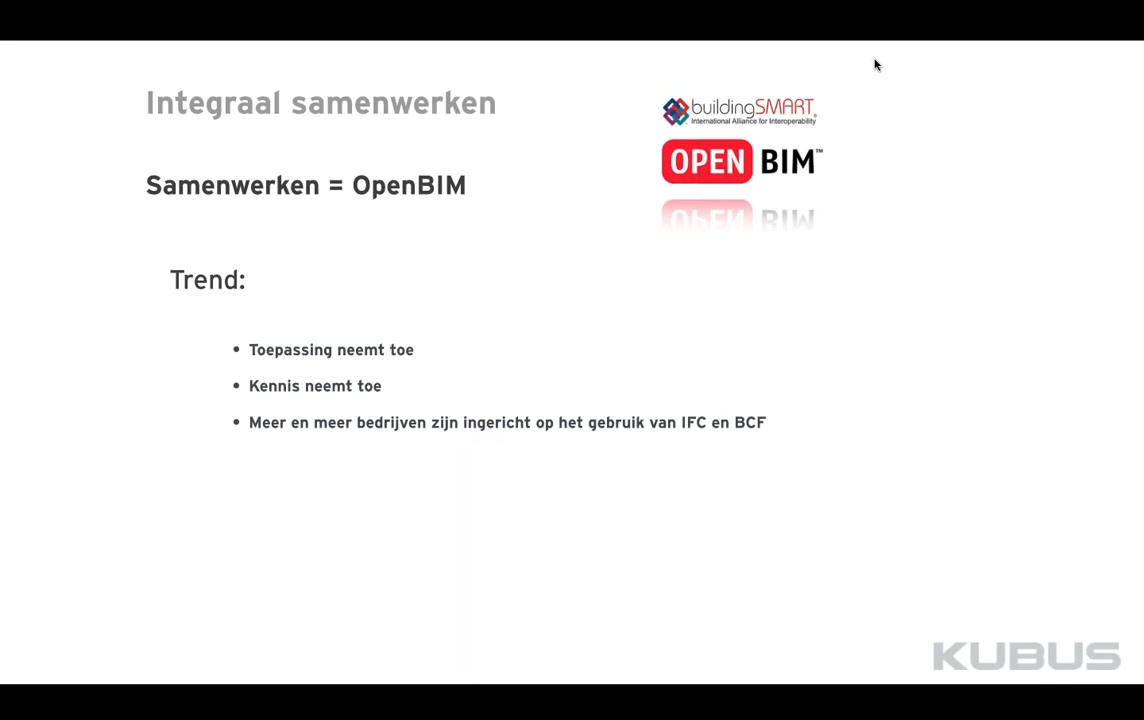 Integraal samenwerken
buildingSMART®
International Alliance for Interoperability
OPEN BIM™
Samenwerken = OpenBIM
Trend:
• Toepassing neemt toe
• Kennis neemt toe
• Meer en meer bedrijven zijn ingericht op het gebruik van IFC en BCF
KUBUS